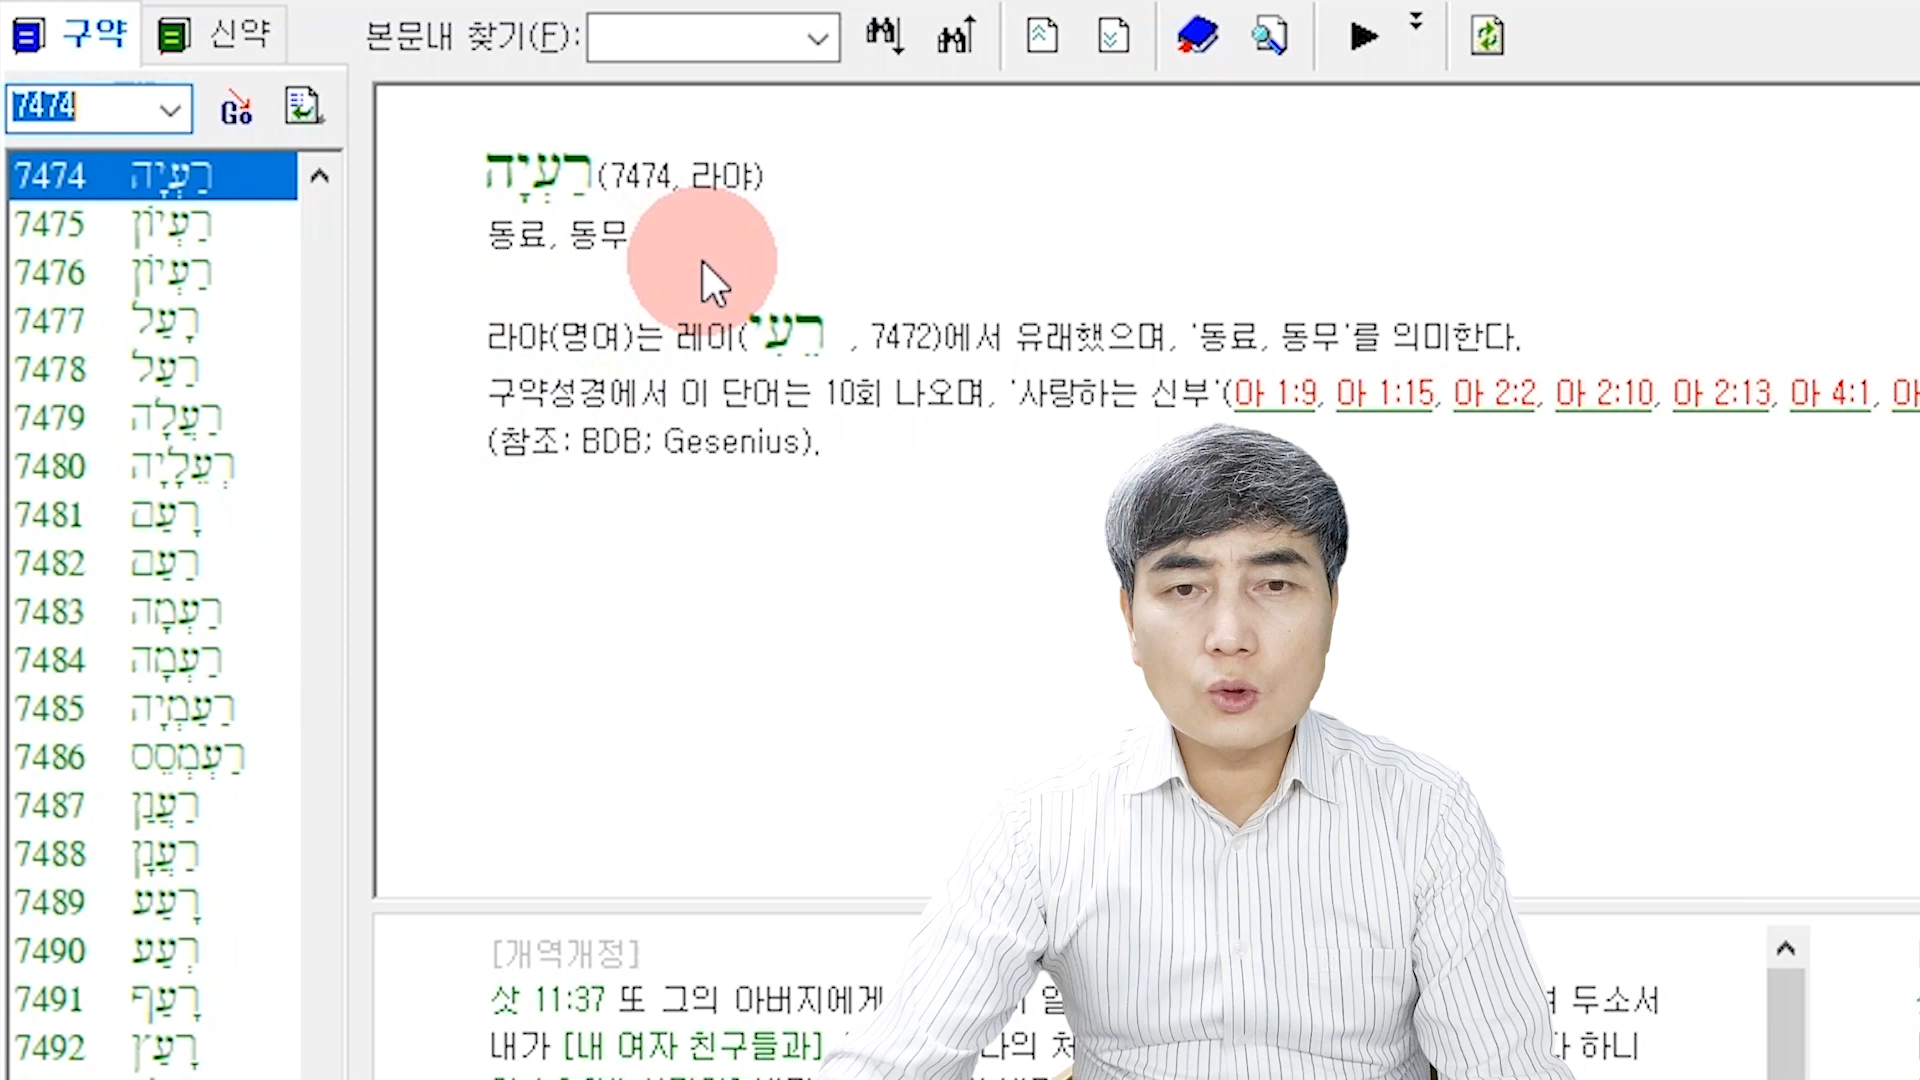 구약 신약 본문내 찾기(F):
7474 Go
7474 רַעְיָה
7475 רַעְיוֹן
7476 רַעְיוֹן
7477 רָעַל
7478 רַעַל
7479 רַעֲלָה
7480 רְעֵלָיָה
7481 רָעַם
7482 רַעַם
7483 רַעְמָה
7484 רַעְמָה
7485 רַעַמְיָה
7486 רַעְמְסֵס
7487 רַעֲנַן
7488 רַעֲנָן
7489 רָעַע
7490 רְעַע
7491 רָעַף
7492 רָעַץ
רַעְיָה(7474, 라야)
동료, 동무
라야(명여)는 레이(רֵעִי , 7472)에서 유래했으며, '동료, 동무'를 의미한다.
구약성경에서 이 단어는 10회 나오며, '사랑하는 신부'(아 1:9, 아 1:15, 아 2:2, 아 2:10, 아 2:13, 아 4:1, 아
(참조: BDB; Gesenius).
[개역개정]
삿 11:37 또 그의 아버지에게 두소서
내가 [내 여자 친구들과] 하니